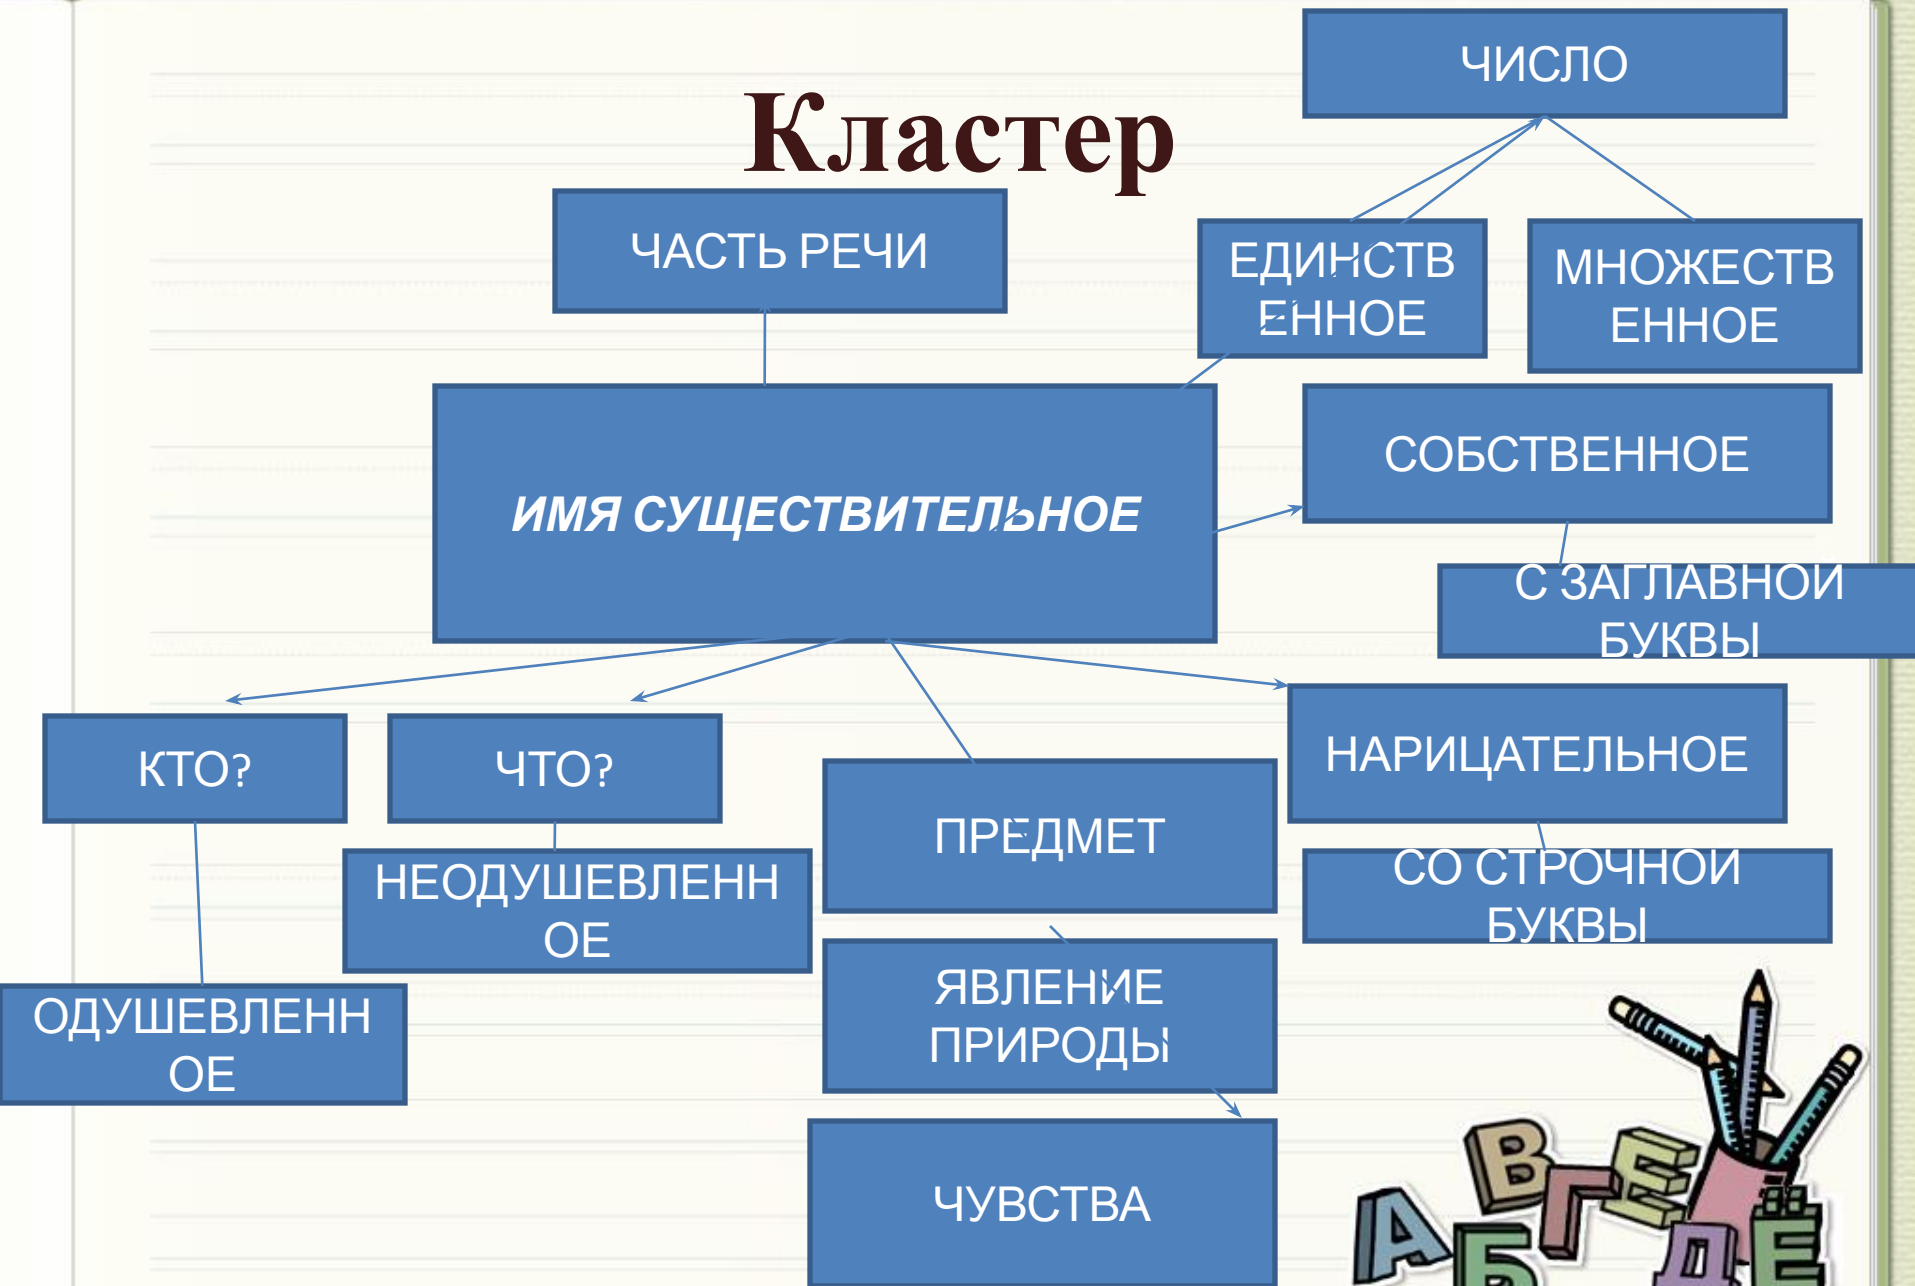 ЧИСЛО
Кластер
ЧАСТЬ РЕЧИ
ЕДИНСТВ
ЕННОЕ
МНОЖЕСТВ
ЕННОЕ
ИМЯ СУЩЕСТВИТЕЛЬНОЕ
СОБСТВЕННОЕ
С ЗАГЛАВНОЙ
БУКВЫ
КТО?
ЧТО?
ПРЕДМЕТ
НАРИЦАТЕЛЬНОЕ
НЕОДУШЕВЛЕНН
ОЕ
СО СТРОЧНОЙ
БУКВЫ
ОДУШЕВЛЕНН
ОЕ
ЯВЛЕНИЕ
ПРИРОДЫ
ЧУВСТВА
А Б В Г Д Е Ё